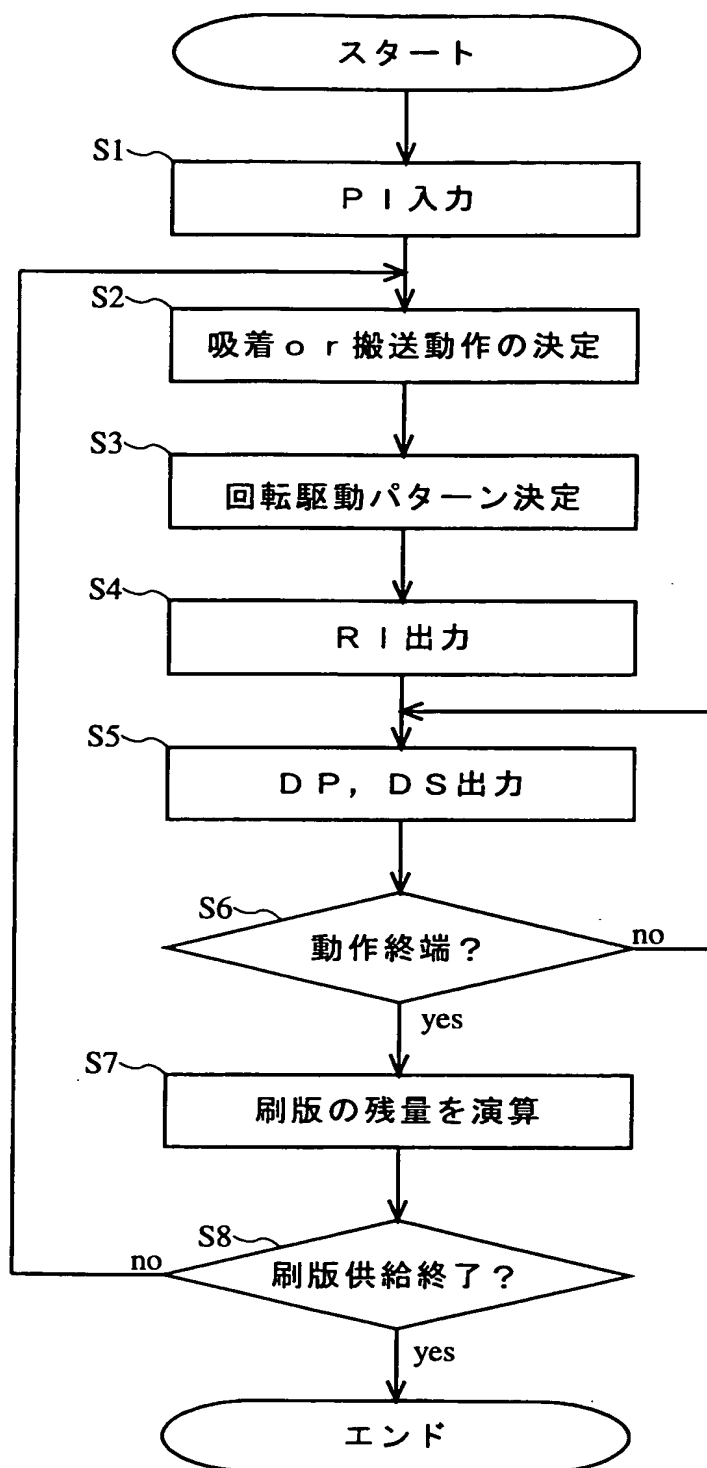 スタート
S1
ＰＩ入力
S2
吸着ｏｒ搬送動作の決定
S3
回転駆動パターン決定
S4
ＲＩ出力
S5
ＤＰ，ＤＳ出力
S6
動作終端？
no
yes
S7
刷版の残量を演算
S8
no
刷版供給終了？
yes
エンド